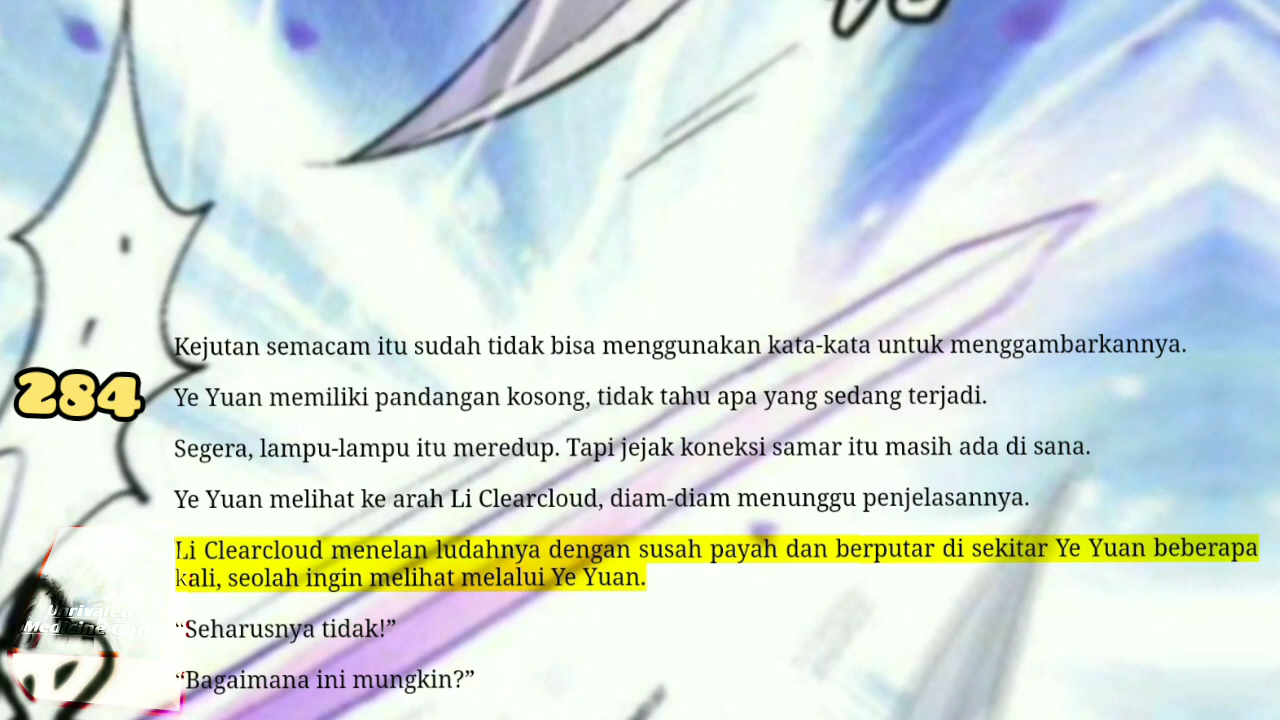 Kejutan semacam itu sudah tidak bisa menggunakan kata-kata untuk menggambarkannya.
284
Ye Yuan memiliki pandangan kosong, tidak tahu apa yang sedang terjadi.
Segera, lampu-lampu itu meredup. Tapi jejak koneksi samar itu masih ada di sana.
Ye Yuan melihat ke arah Li Clearcloud, diam-diam menunggu penjelasannya.
Li Clearcloud menelan ludahnya dengan susah payah dan berputar di sekitar Ye Yuan beberapa
kali, seolah ingin melihat melalui Ye Yuan.
Unrivaled
Medicine God
“Seharusnya tidak!”
“Bagaimana ini mungkin?”